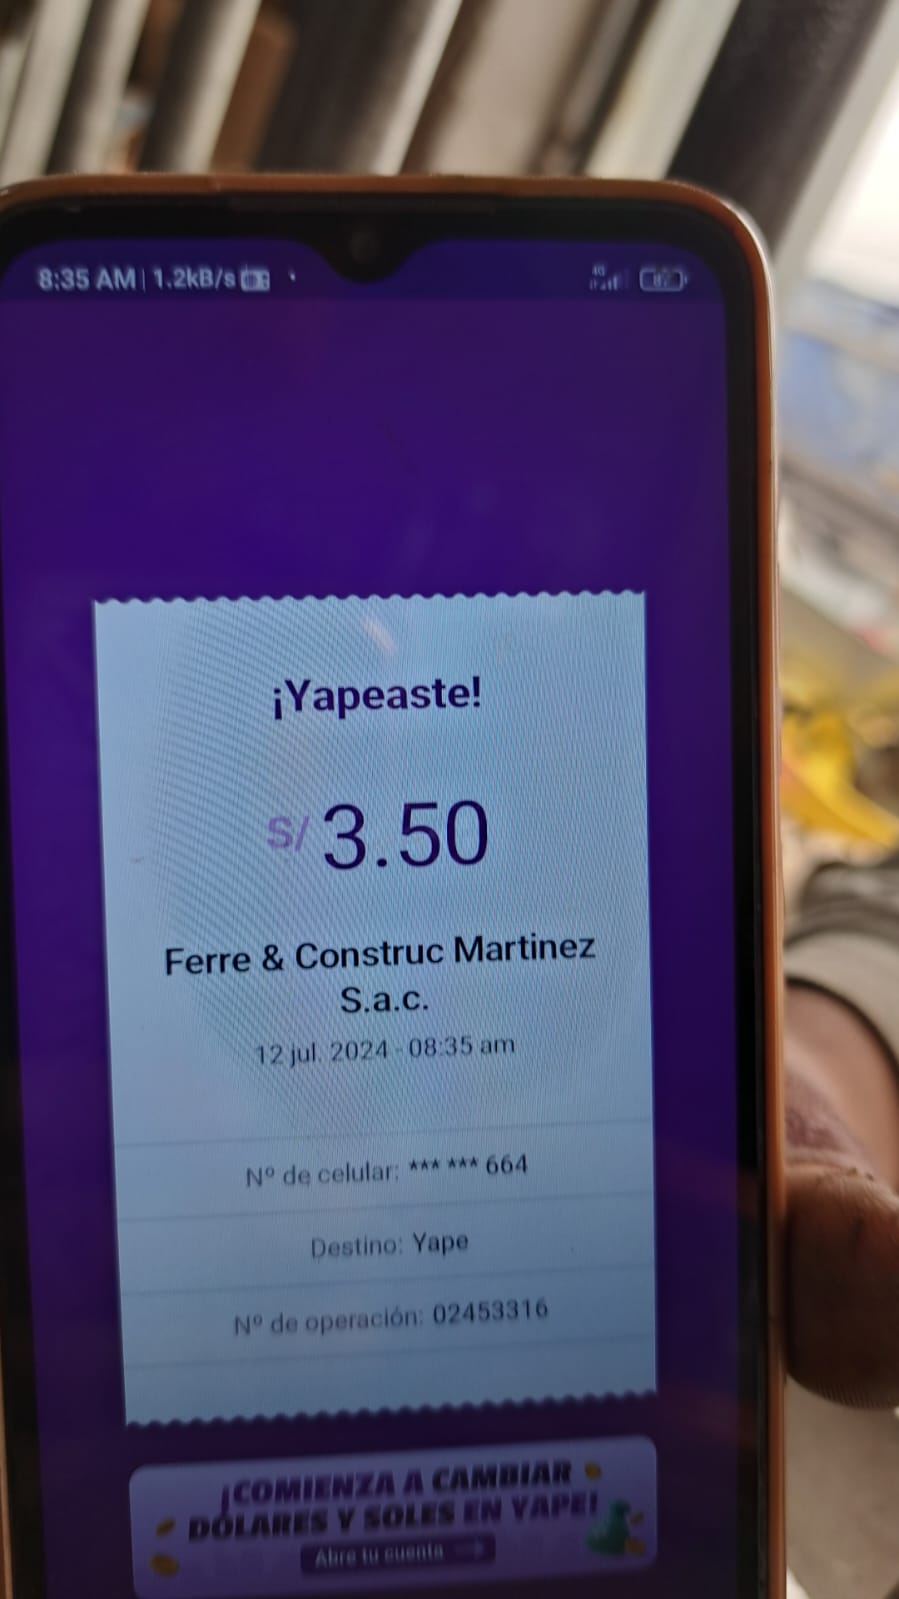 8:35 AM | 1.2kB/s
4G
¡Yapeaste!
S/ 3.50
Ferre & Construc Martinez
S.a.c.
12 jul. 2024 - 08:35 am
Nº de celular: *** *** 664
Destino: Yape
Nº de operación: 02453316
¡COMIENZA A CAMBIAR
DÓLARES Y SOLES EN YAPE!
Abre tu cuenta